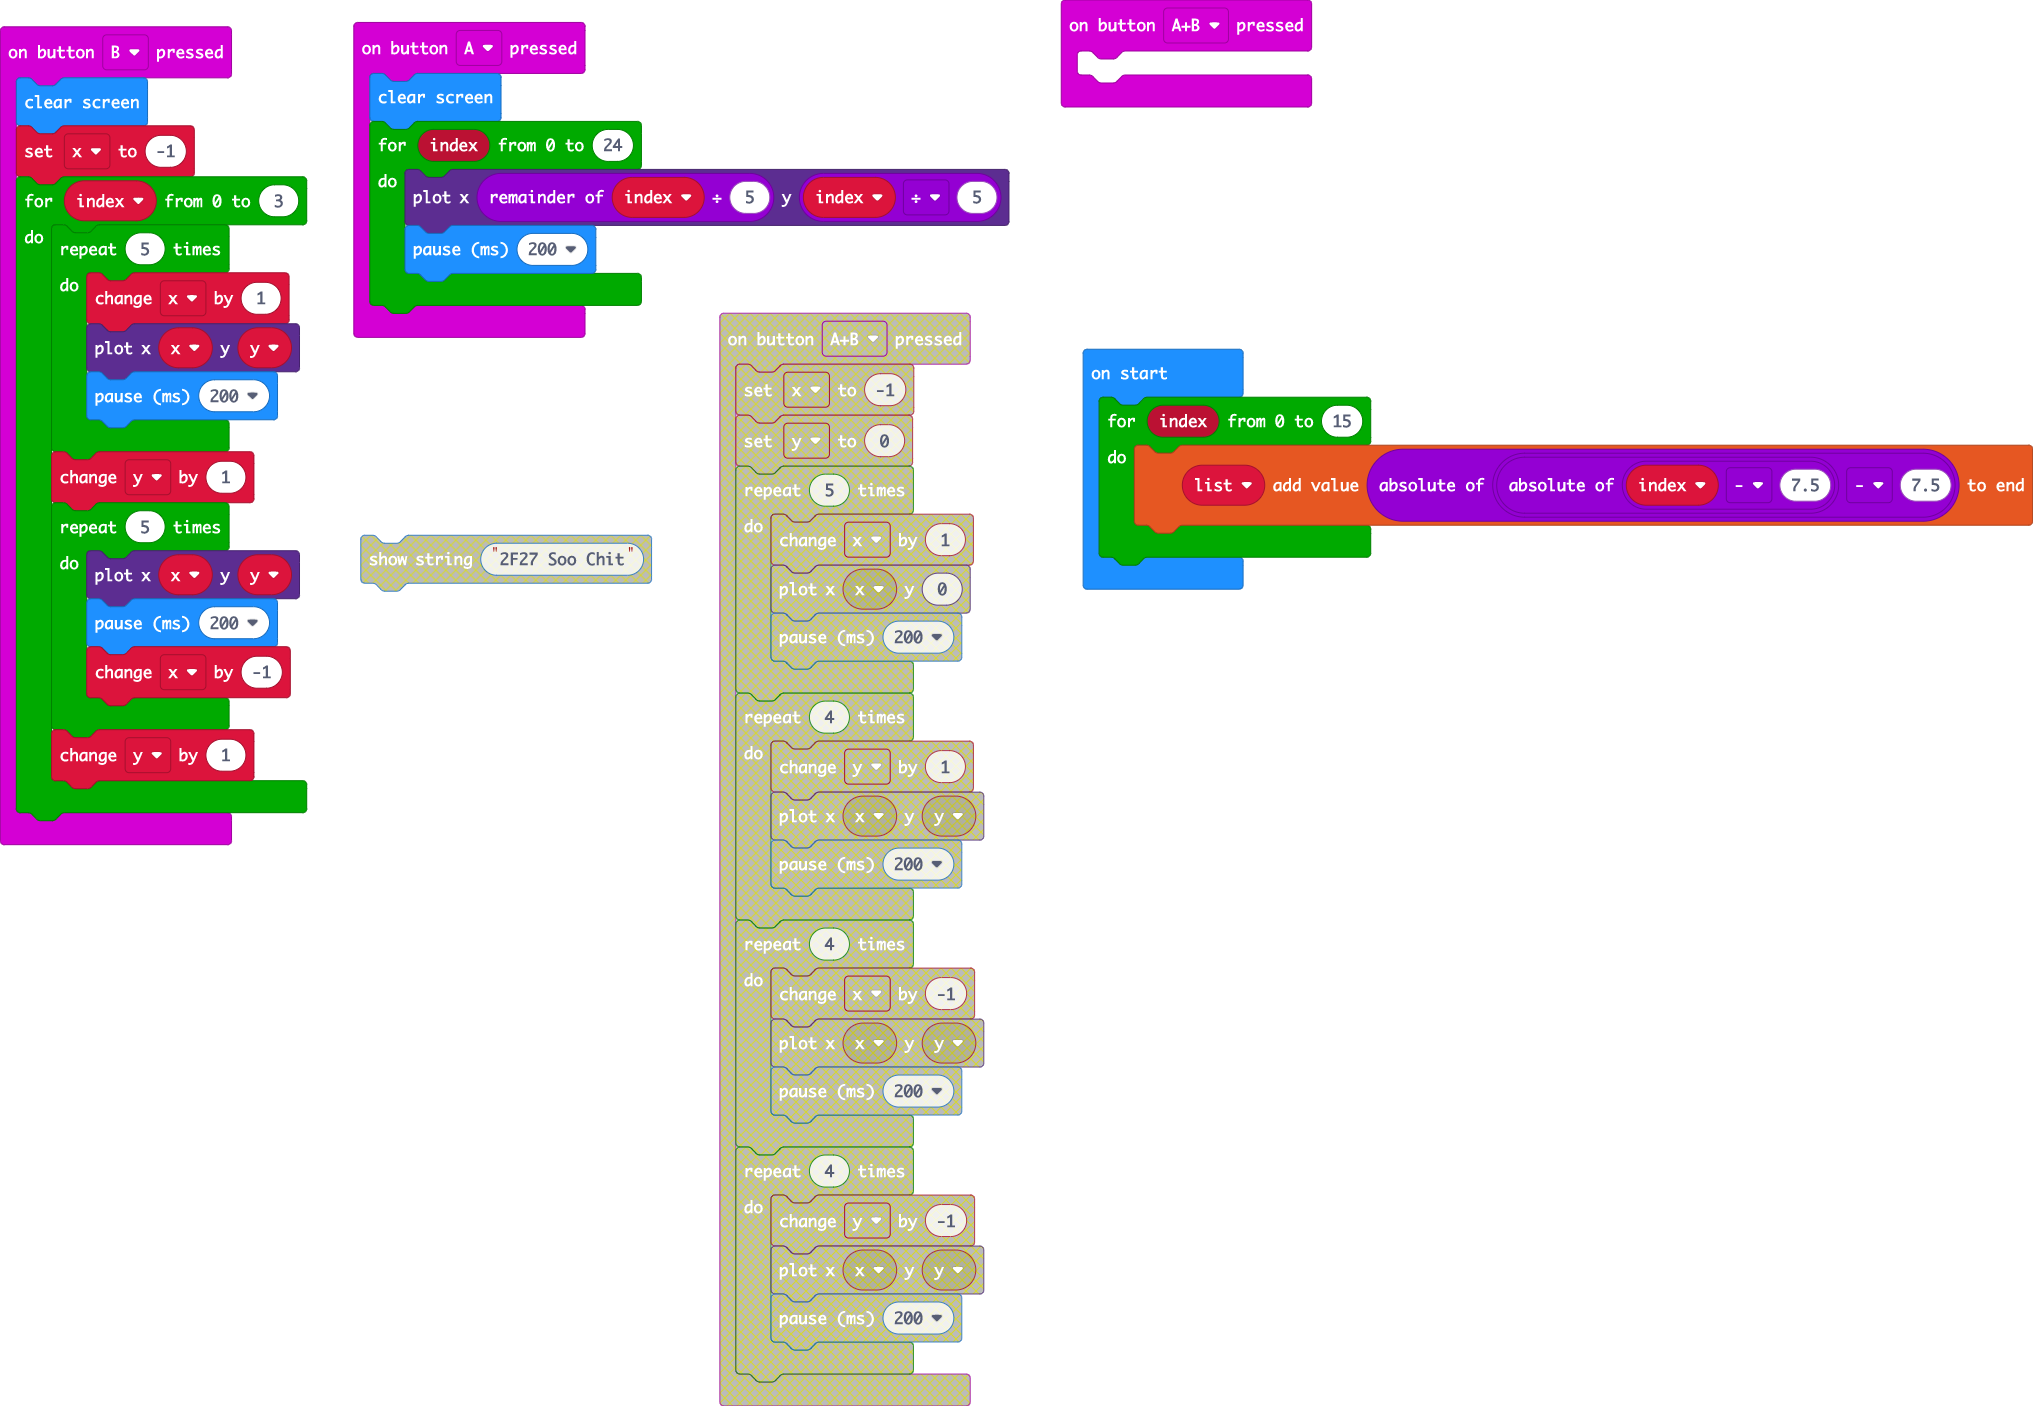 on button B pressed
clear screen
set x to -1
for index from 0 to 3
do
repeat 5 times
do
change x by 1
plot x x y y
pause (ms) 200
change y by 1
repeat 5 times
do
plot x x y y
pause (ms) 200
change x by -1
change y by 1
on button A pressed
clear screen
for index from 0 to 24
do
plot x remainder of index ÷ 5 y index ÷ 5
pause (ms) 200
show string "2F27 Soo Chit"
on button A+B pressed
set x to -1
set y to 0
repeat 5 times
do
change x by 1
plot x x y 0
pause (ms) 200
repeat 4 times
do
change y by 1
plot x x y y
pause (ms) 200
repeat 4 times
do
change x by -1
plot x x y y
pause (ms) 200
repeat 4 times
do
change y by -1
plot x x y y
pause (ms) 200
on button A+B pressed
on start
for index from 0 to 15
do
list add value absolute of absolute of index - 7.5 - 7.5 to end